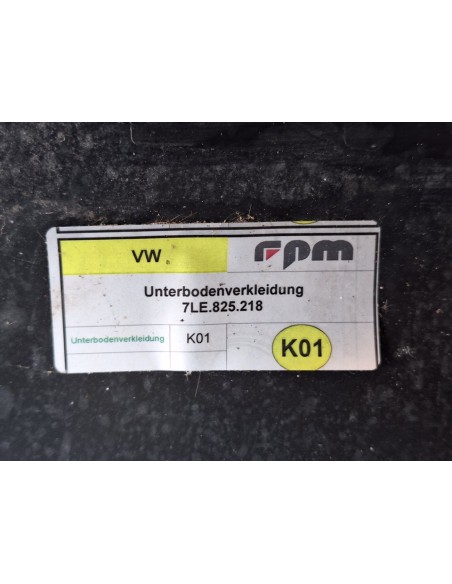 VW
rpm
Unterbodenverkleidung
7LE.825.218
Unterbodenverkleidung K01
K01